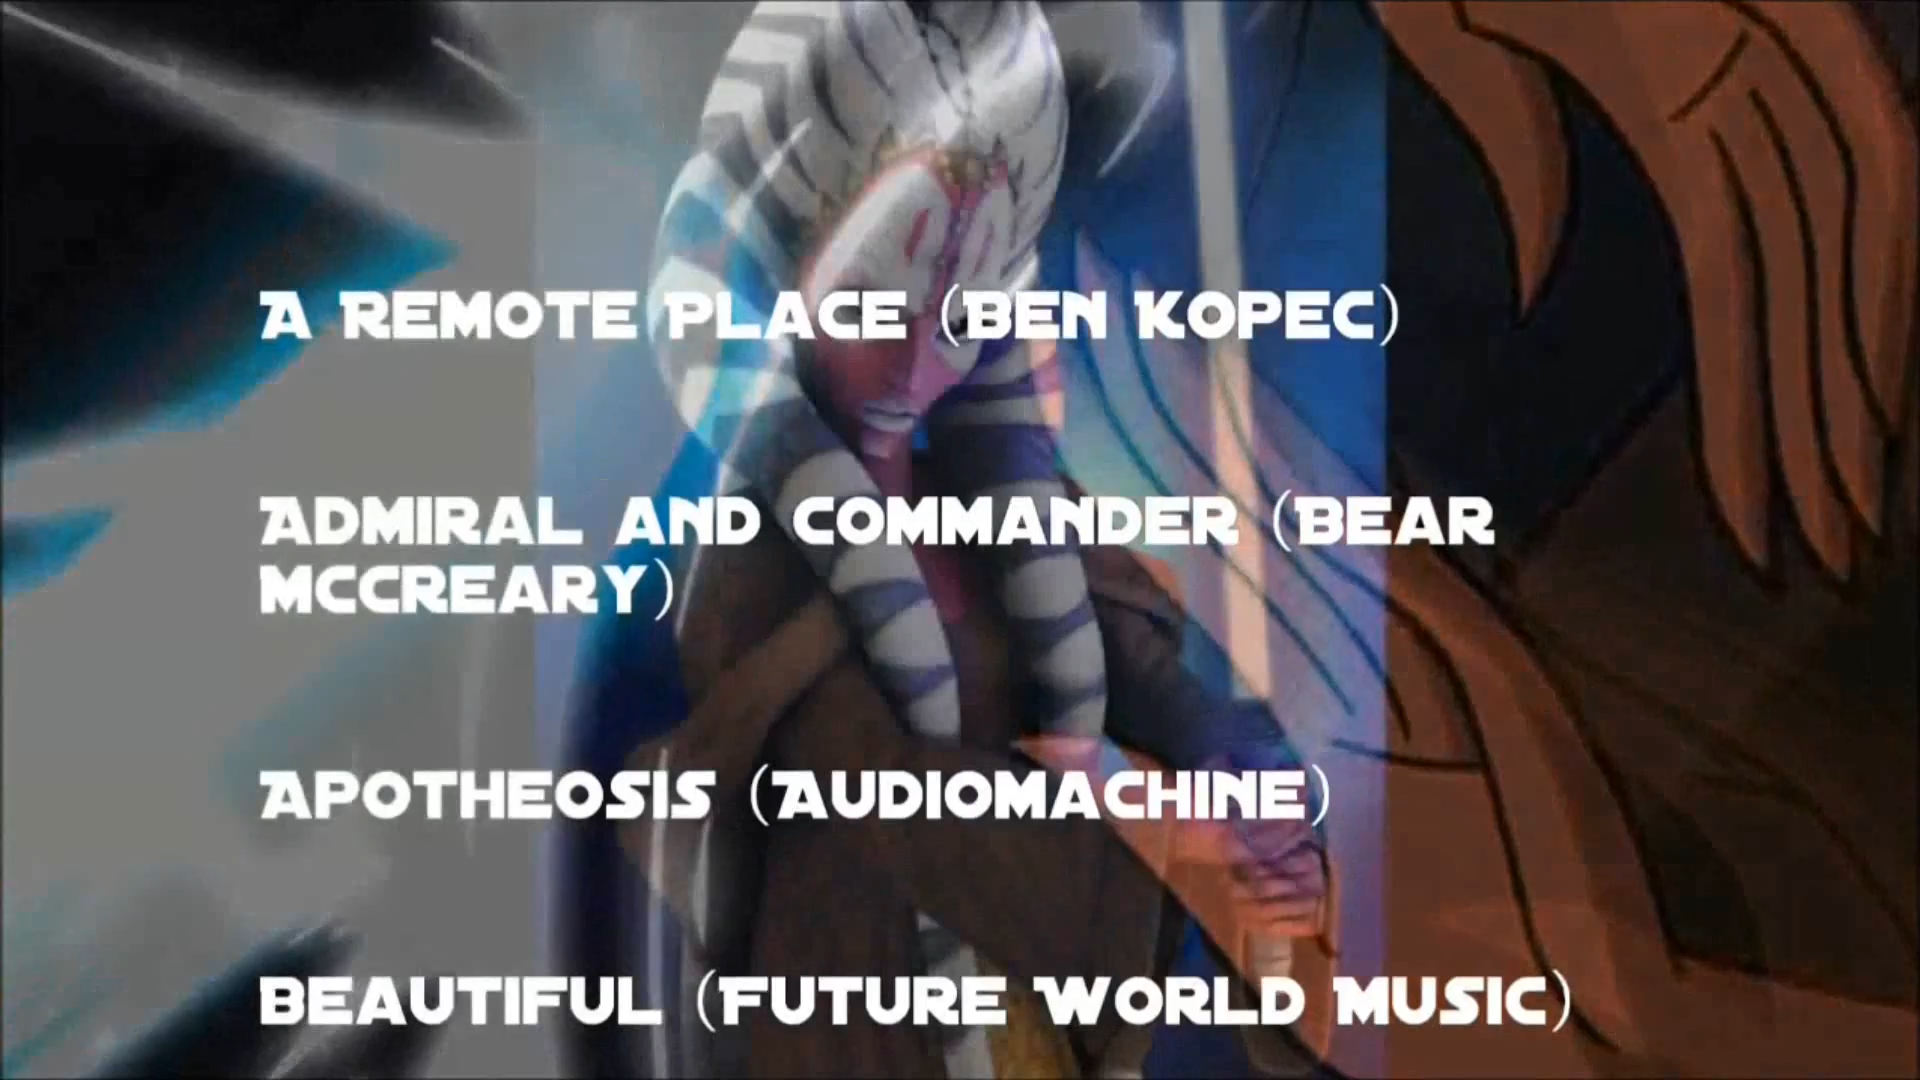 A Remote Place (Ben Kopec)
Admiral and Commander (Bear
McCreary)
Apotheosis (Audiomachine)
Beautiful (Future World Music)